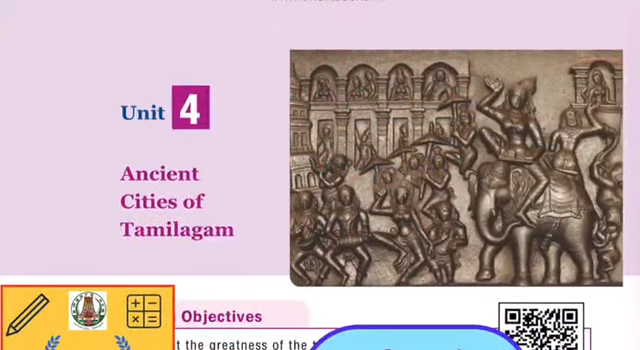 Unit 4
Ancient
Cities of
Tamilagam
Objectives
the greatness of the